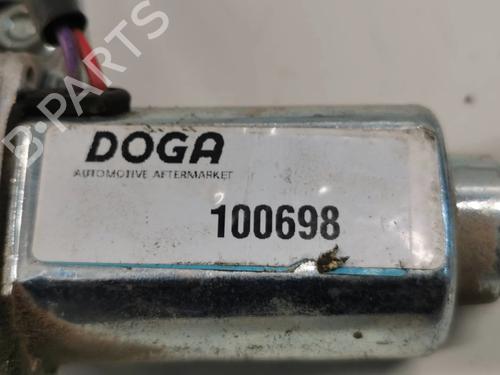 B-PARTS
DOGA
AUTOMOTIVE AFTERMARKET
100698